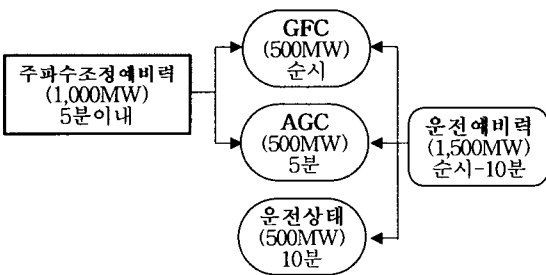 주파수조정예비력
(1,000MW)
5분이내
GFC
(500MW)
순시
AGC
(500MW)
5분
운전상태
(500MW)
10분
운전예비력
(1,500MW)
순시-10분